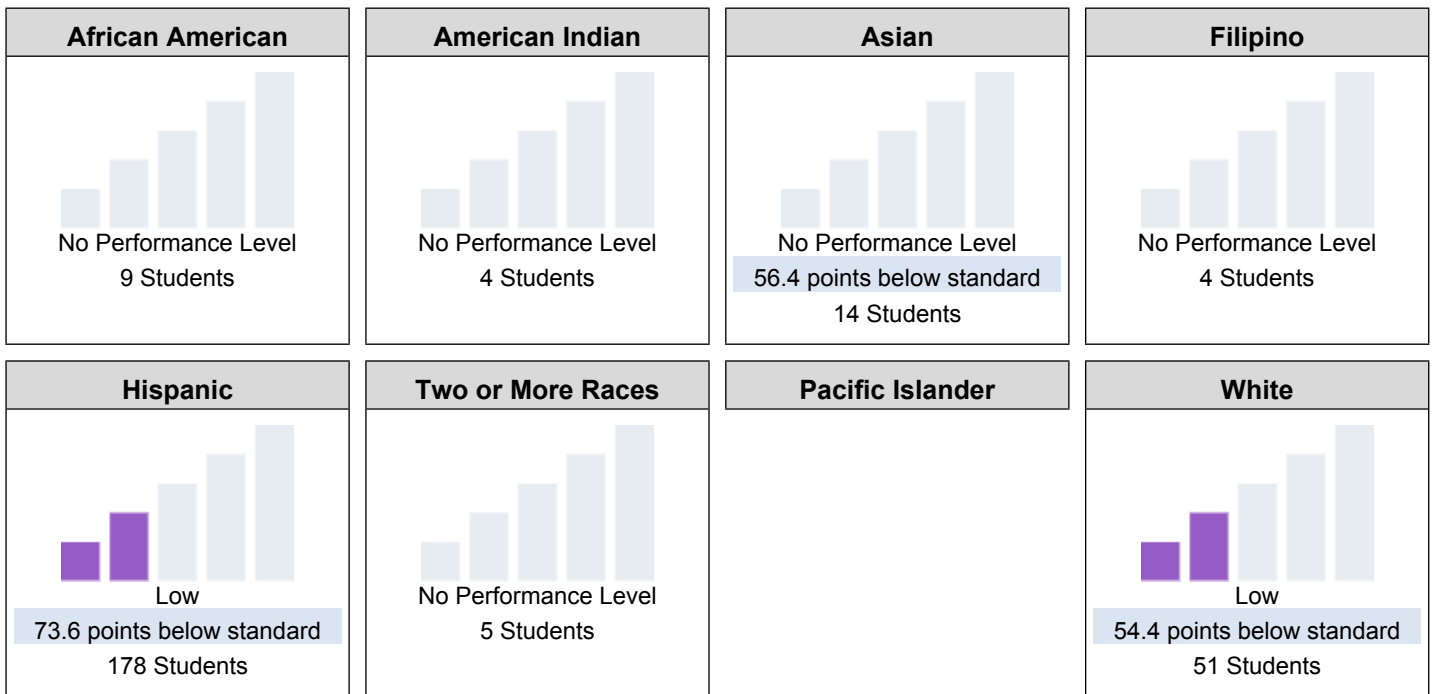 African American
No Performance Level
9 Students
American Indian
No Performance Level
4 Students
Asian
No Performance Level
56.4 points below standard
14 Students
Filipino
No Performance Level
4 Students
Hispanic
Low
73.6 points below standard
178 Students
Two or More Races
No Performance Level
5 Students
Pacific Islander
White
Low
54.4 points below standard
51 Students